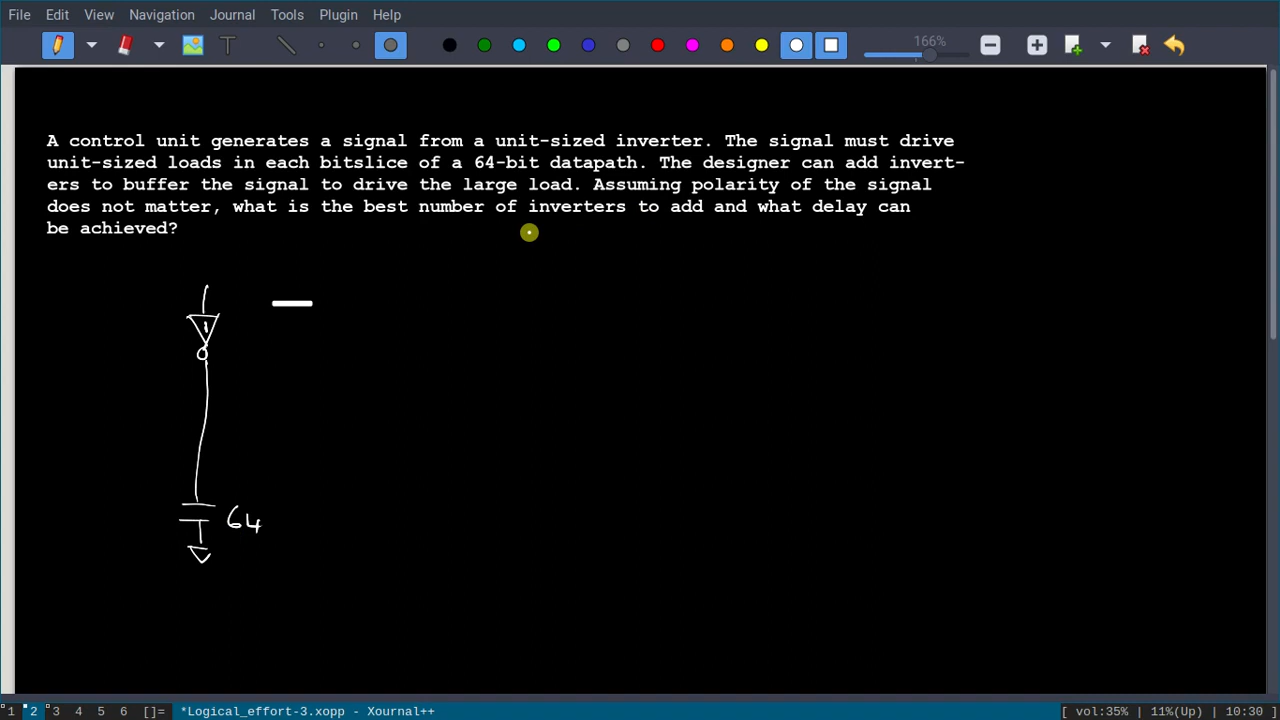 File Edit View Navigation Journal Tools Plugin Help
166%
A control unit generates a signal from a unit-sized inverter. The signal must drive
unit-sized loads in each bitslice of a 64-bit datapath. The designer can add invert-
ers to buffer the signal to drive the large load. Assuming polarity of the signal
does not matter, what is the best number of inverters to add and what delay can
be achieved?
1
64
1 2 3 4 5 6 []= *Logical_effort-3.xopp - Xournal++ [ vol:35% | 11%(Up) | 10:30 ]